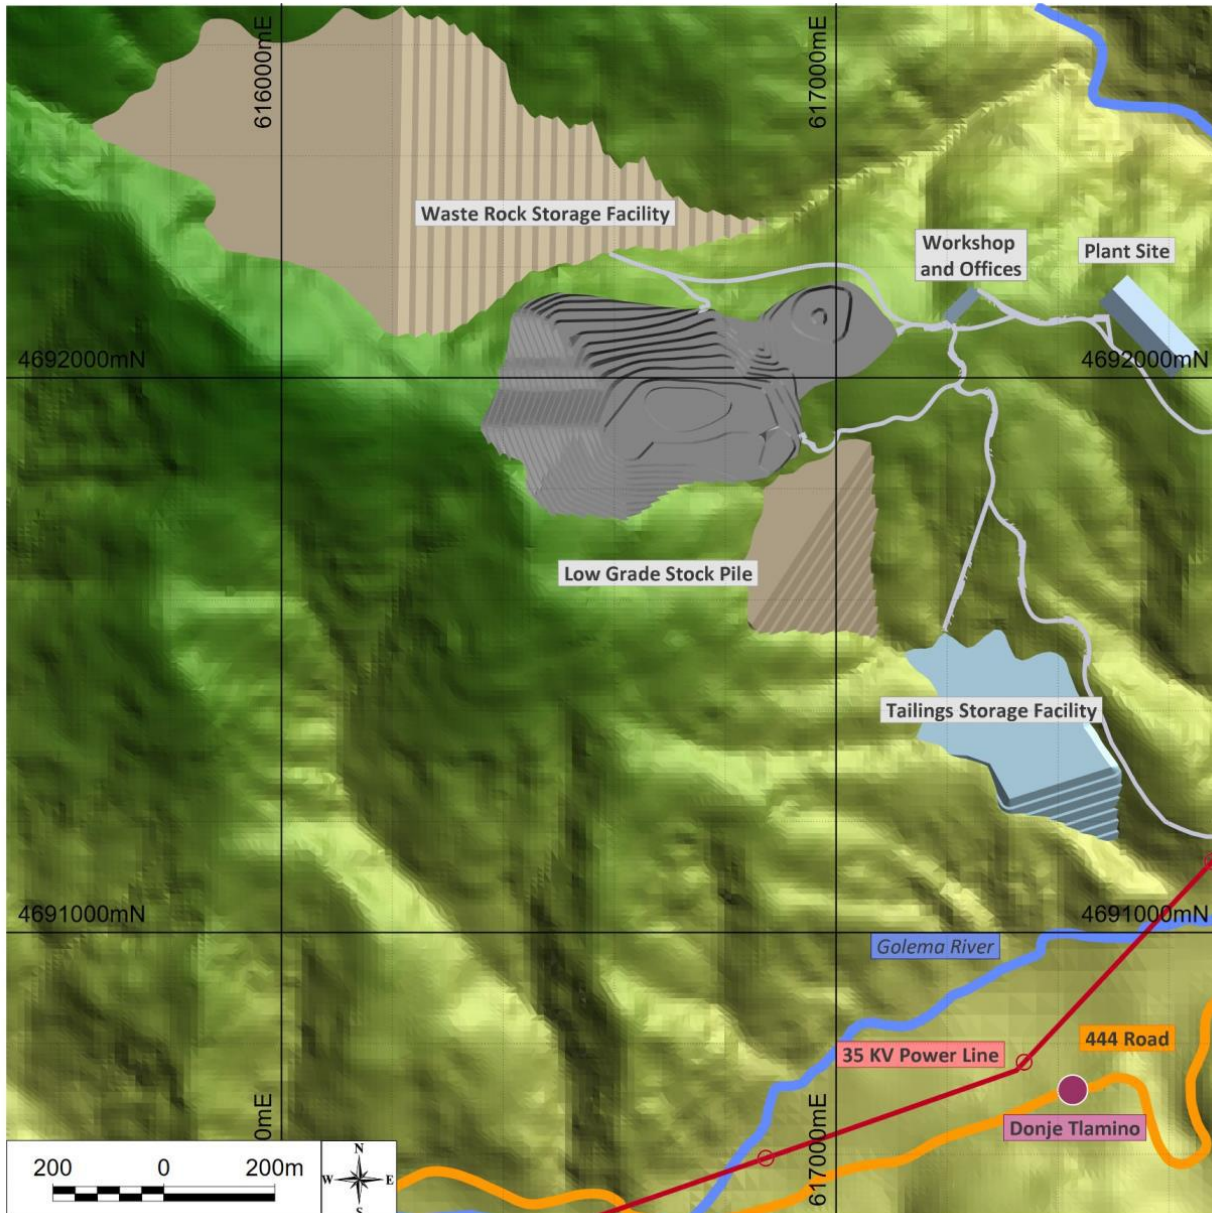 616000mE
617000mE
Waste Rock Storage Facility
Workshop
and Offices
Plant Site
4692000mN
4692000mN
Low Grade Stock Pile
Tailings Storage Facility
4691000mN
4691000mN
Golema River
444 Road
35 KV Power Line
0mE
617000mE
Donje Tlamino
N
W E
S
200 0 200m